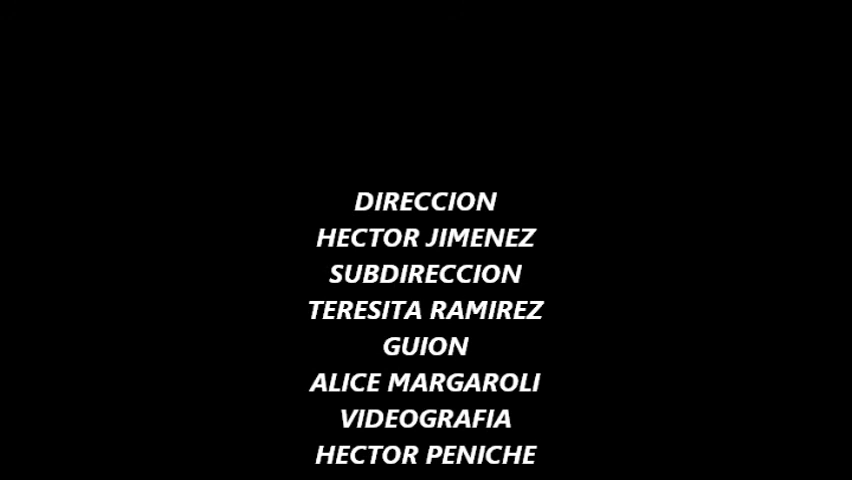 DIRECCION
HECTOR JIMENEZ
SUBDIRECCION
TERESITA RAMIREZ
GUION
ALICE MARGAROLI
VIDEOGRAFIA
HECTOR PENICHE